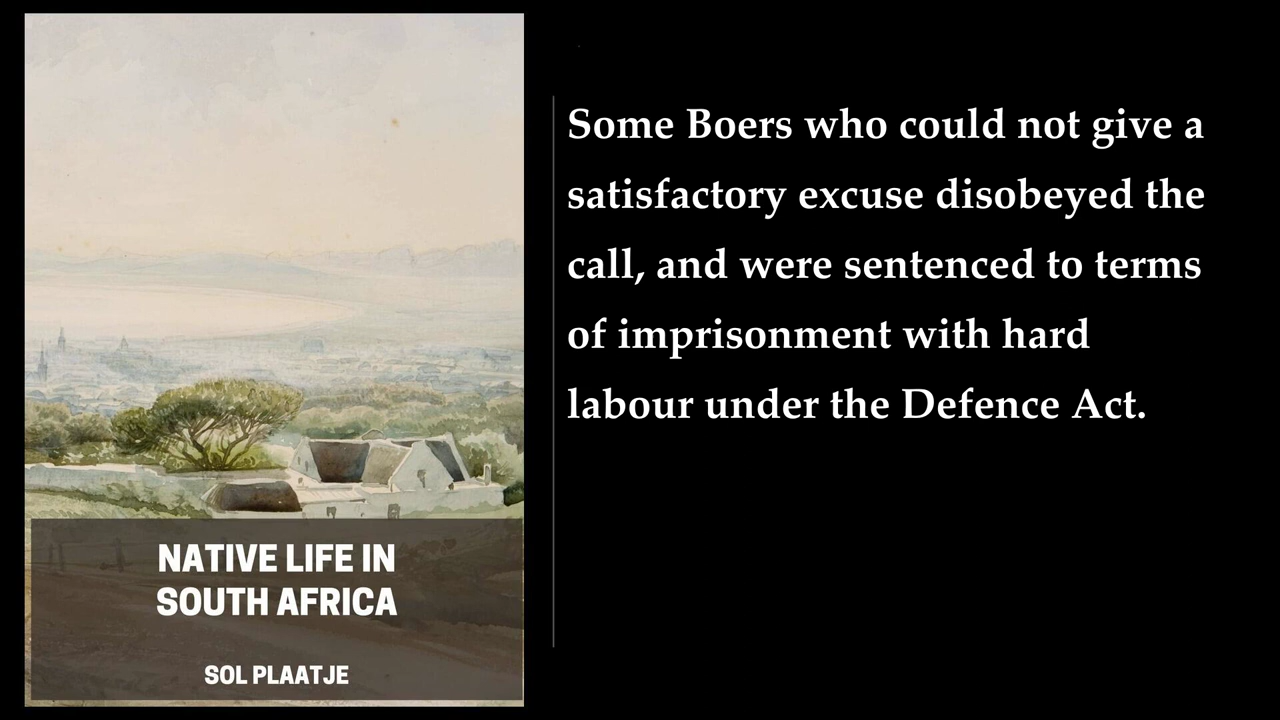 NATIVE LIFE IN
SOUTH AFRICA
SOL PLAATJE
Some Boers who could not give a
satisfactory excuse disobeyed the
call, and were sentenced to terms
of imprisonment with hard
labour under the Defence Act.